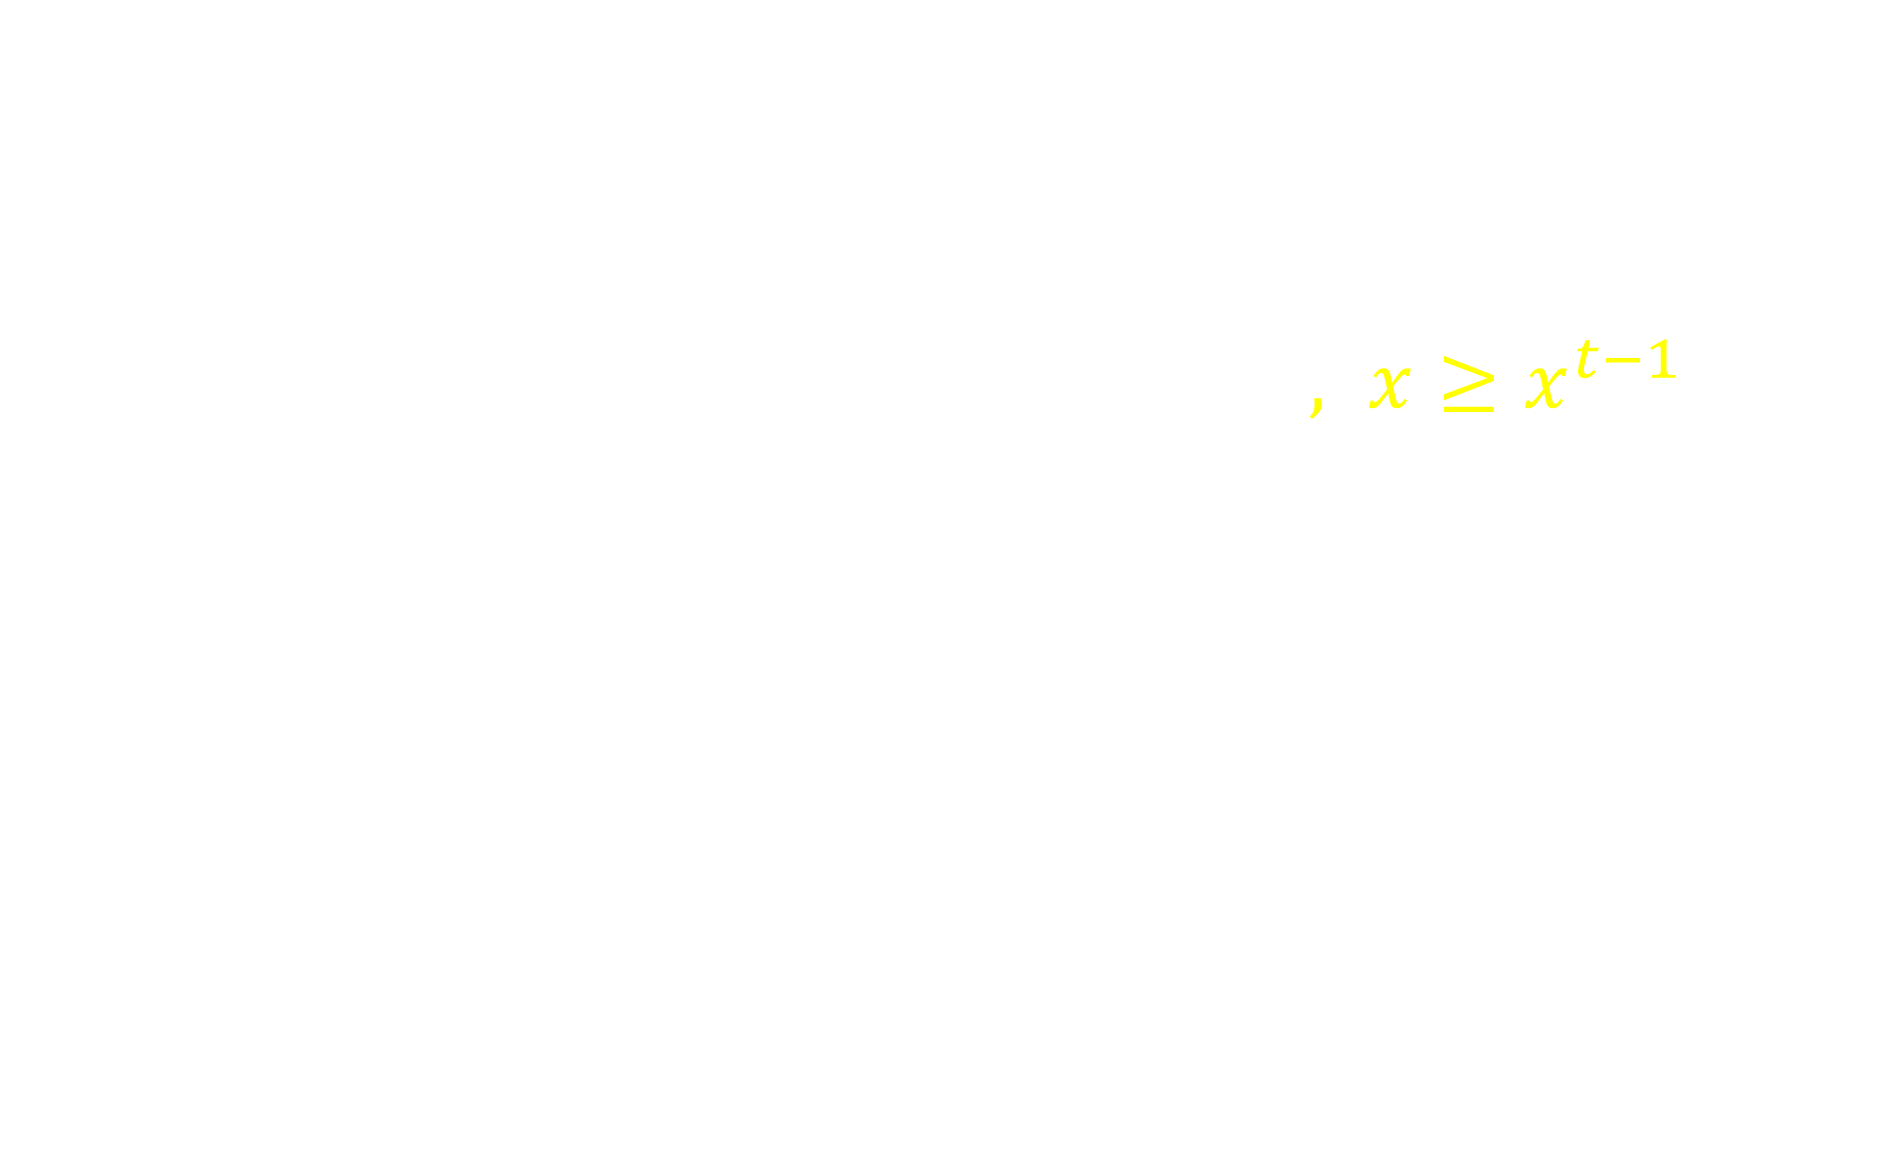 , x ≥ x^{t−1}